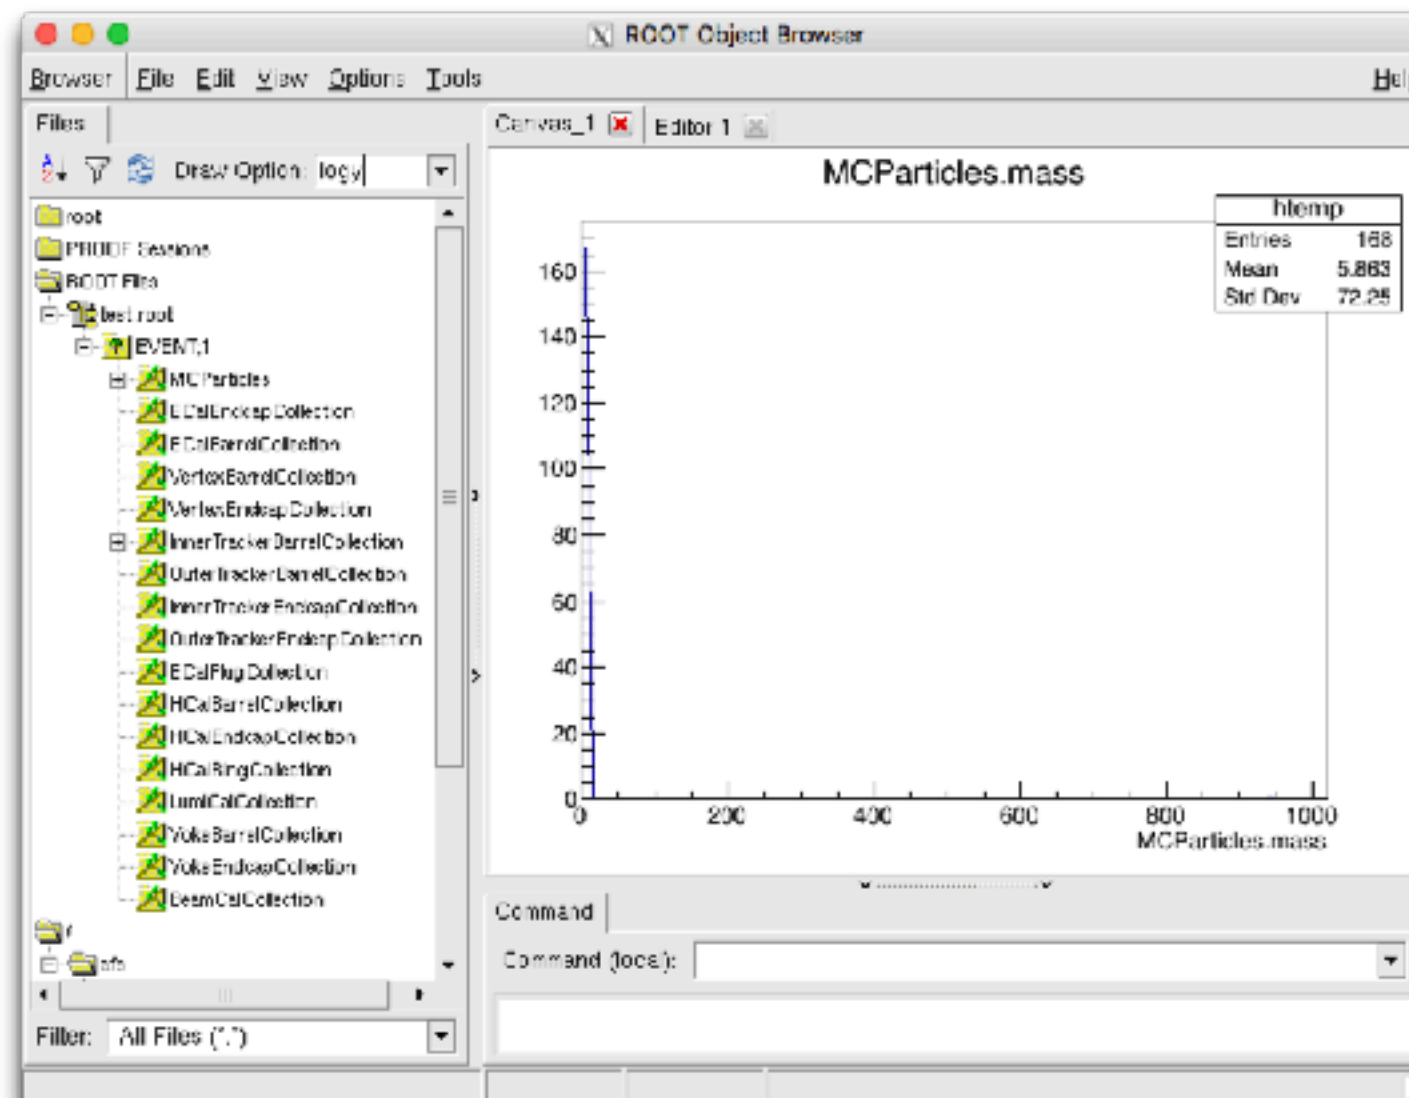 ROOT Object Browser
Browser File Edit View Options Tools
Files
Canvas_1 Editor 1
Draw Option: logy
root
PROOF Sessions
ROOT Files
test.root
EVENT;1
MCParticles
ECalEndcapCollection
ECalBarrelCollection
VertexBarrelCollection
VertexEndcapCollection
InnerTrackerBarrelCollection
OuterTrackerBarrelCollection
InnerTrackerEndcapCollection
OuterTrackerEndcapCollection
ECalPlugCollection
HCalBarrelCollection
HCalEndcapCollection
HCalRingCollection
LumiCalCollection
YokeBarrelCollection
YokeEndcapCollection
BeamCalCollection
/
afs
Filter: All Files (*.*)
MCParticles.mass
htemp
Entries 168
Mean 5.863
Std Dev 72.25
160
140
120
100
80
60
40
20
0
0 200 400 600 800 1000
MCParticles.mass
Command
Command (local):